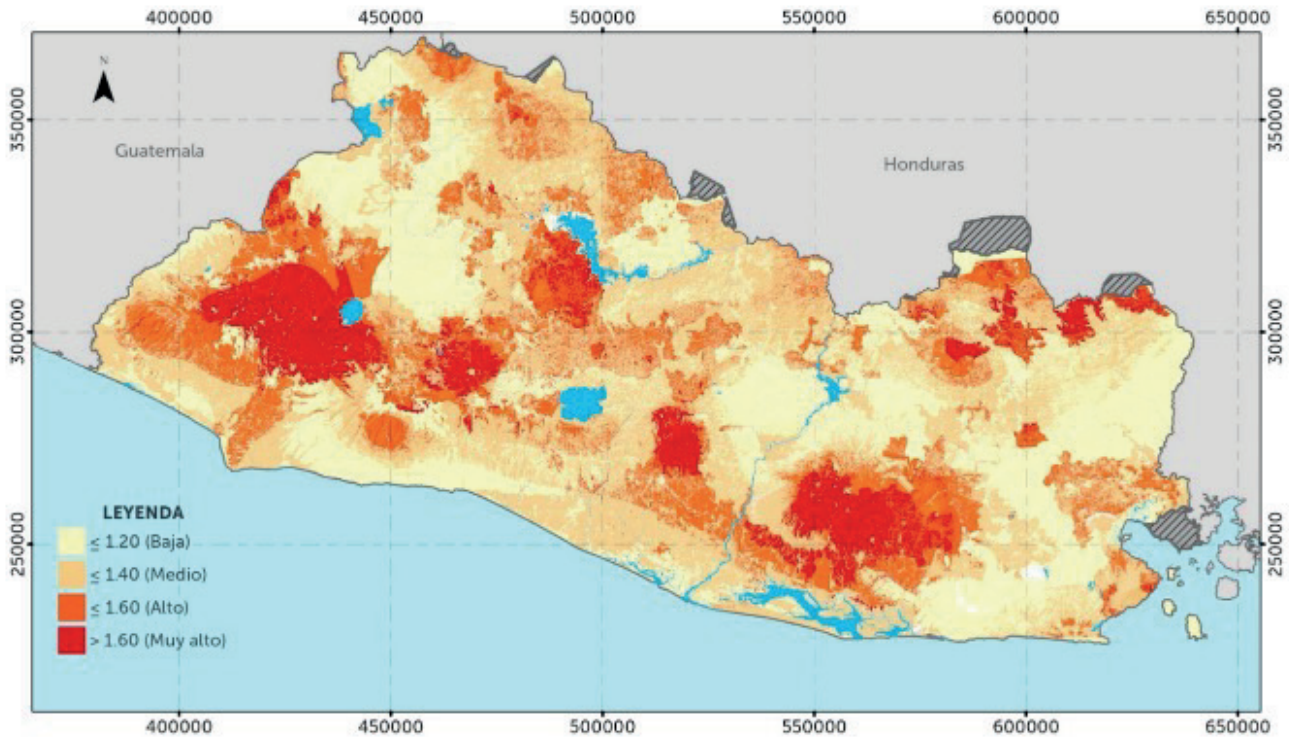 400000 450000 500000 550000 600000 650000
N
350000 350000
Guatemala
Honduras
300000 300000
LEYENDA
≤ 1.20 (Baja)
250000 250000
≤ 1.40 (Medio)
≤ 1.60 (Alto)
> 1.60 (Muy alto)
400000 450000 500000 550000 600000 650000